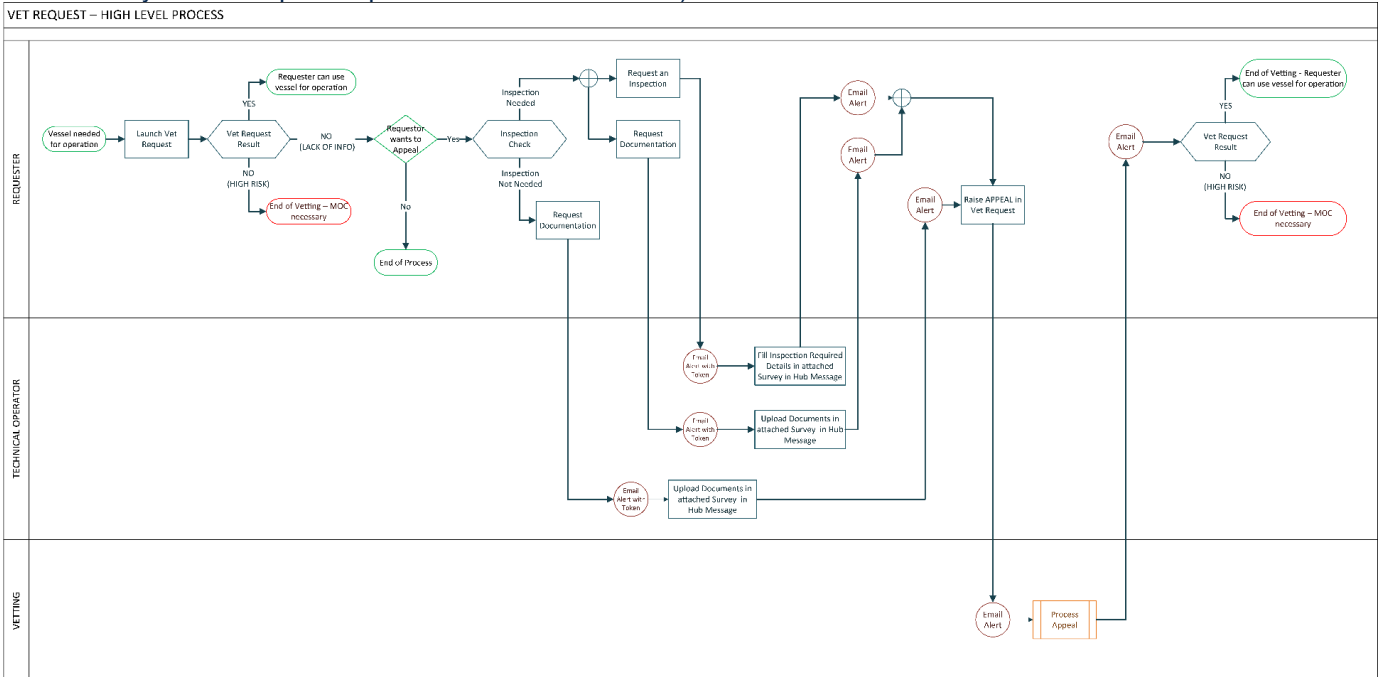 VET REQUEST – HIGH LEVEL PROCESS
REQUESTER
Vessel needed
for operation
Launch Vet
Request
Vet Request
Result
YES
Requester can use
vessel for operation
NO
(HIGH RISK)
End of Vetting – MOC
necessary
NO
(LACK OF INFO)
Requestor
wants to
Appeal
No
End of Process
Yes
Inspection
Check
Inspection
Needed
Inspection
Not Needed
Request
Documentation
Request an
Inspection
Request
Documentation
Email
Alert
Email
Alert
Email
Alert
Raise APPEAL in
Vet Request
Email
Alert
Vet Request
Result
YES
End of Vetting - Requester
can use vessel for operation
NO
(HIGH RISK)
End of Vetting – MOC
necessary
TECHNICAL OPERATOR
Email
Alert with
Token
Fill Inspection Required
Details in attached
Survey in Hub Message
Email
Alert with
Token
Upload Documents in
attached Survey in Hub
Message
Email
Alert with
Token
Upload Documents in
attached Survey in
Hub Message
VETTING
Email
Alert
Process
Appeal